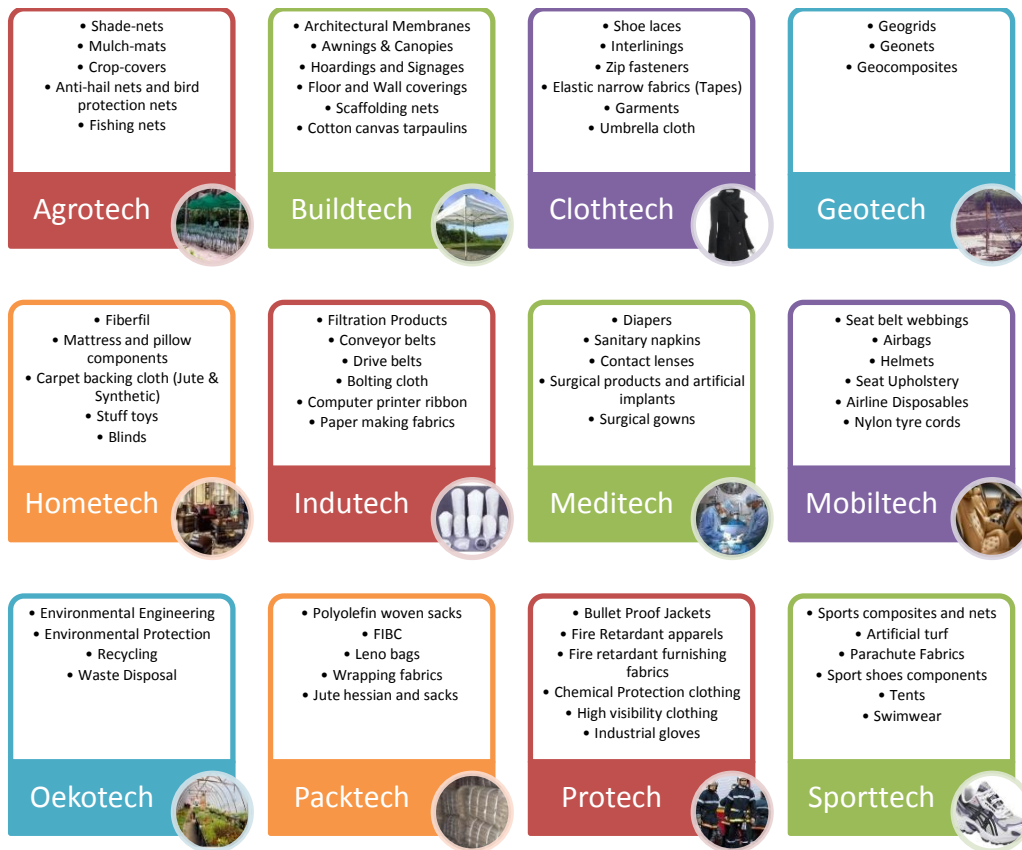 • Shade-nets
• Mulch-mats
• Crop-covers
• Anti-hail nets and bird
protection nets
• Fishing nets
Agrotech
• Architectural Membranes
• Awnings & Canopies
• Hoardings and Signages
• Floor and Wall coverings
• Scaffolding nets
• Cotton canvas tarpaulins
Buildtech
• Shoe laces
• Interlinings
• Zip fasteners
• Elastic narrow fabrics (Tapes)
• Garments
• Umbrella cloth
Clothtech
• Geogrids
• Geonets
• Geocomposites
Geotech
• Fiberfil
• Mattress and pillow
components
• Carpet backing cloth (Jute &
Synthetic)
• Stuff toys
• Blinds
Hometech
• Filtration Products
• Conveyor belts
• Drive belts
• Bolting cloth
• Computer printer ribbon
• Paper making fabrics
Indutech
• Diapers
• Sanitary napkins
• Contact lenses
• Surgical products and artificial
implants
• Surgical gowns
Meditech
• Seat belt webbings
• Airbags
• Helmets
• Seat Upholstery
• Airline Disposables
• Nylon tyre cords
Mobiltech
• Environmental Engineering
• Environmental Protection
• Recycling
• Waste Disposal
Oekotech
• Polyolefin woven sacks
• FIBC
• Leno bags
• Wrapping fabrics
• Jute hessian and sacks
Packtech
• Bullet Proof Jackets
• Fire Retardant apparels
• Fire retardant furnishing
fabrics
• Chemical Protection clothing
• High visibility clothing
• Industrial gloves
Protech
• Sports composites and nets
• Artificial turf
• Parachute Fabrics
• Sport shoes components
• Tents
• Swimwear
Sporttech